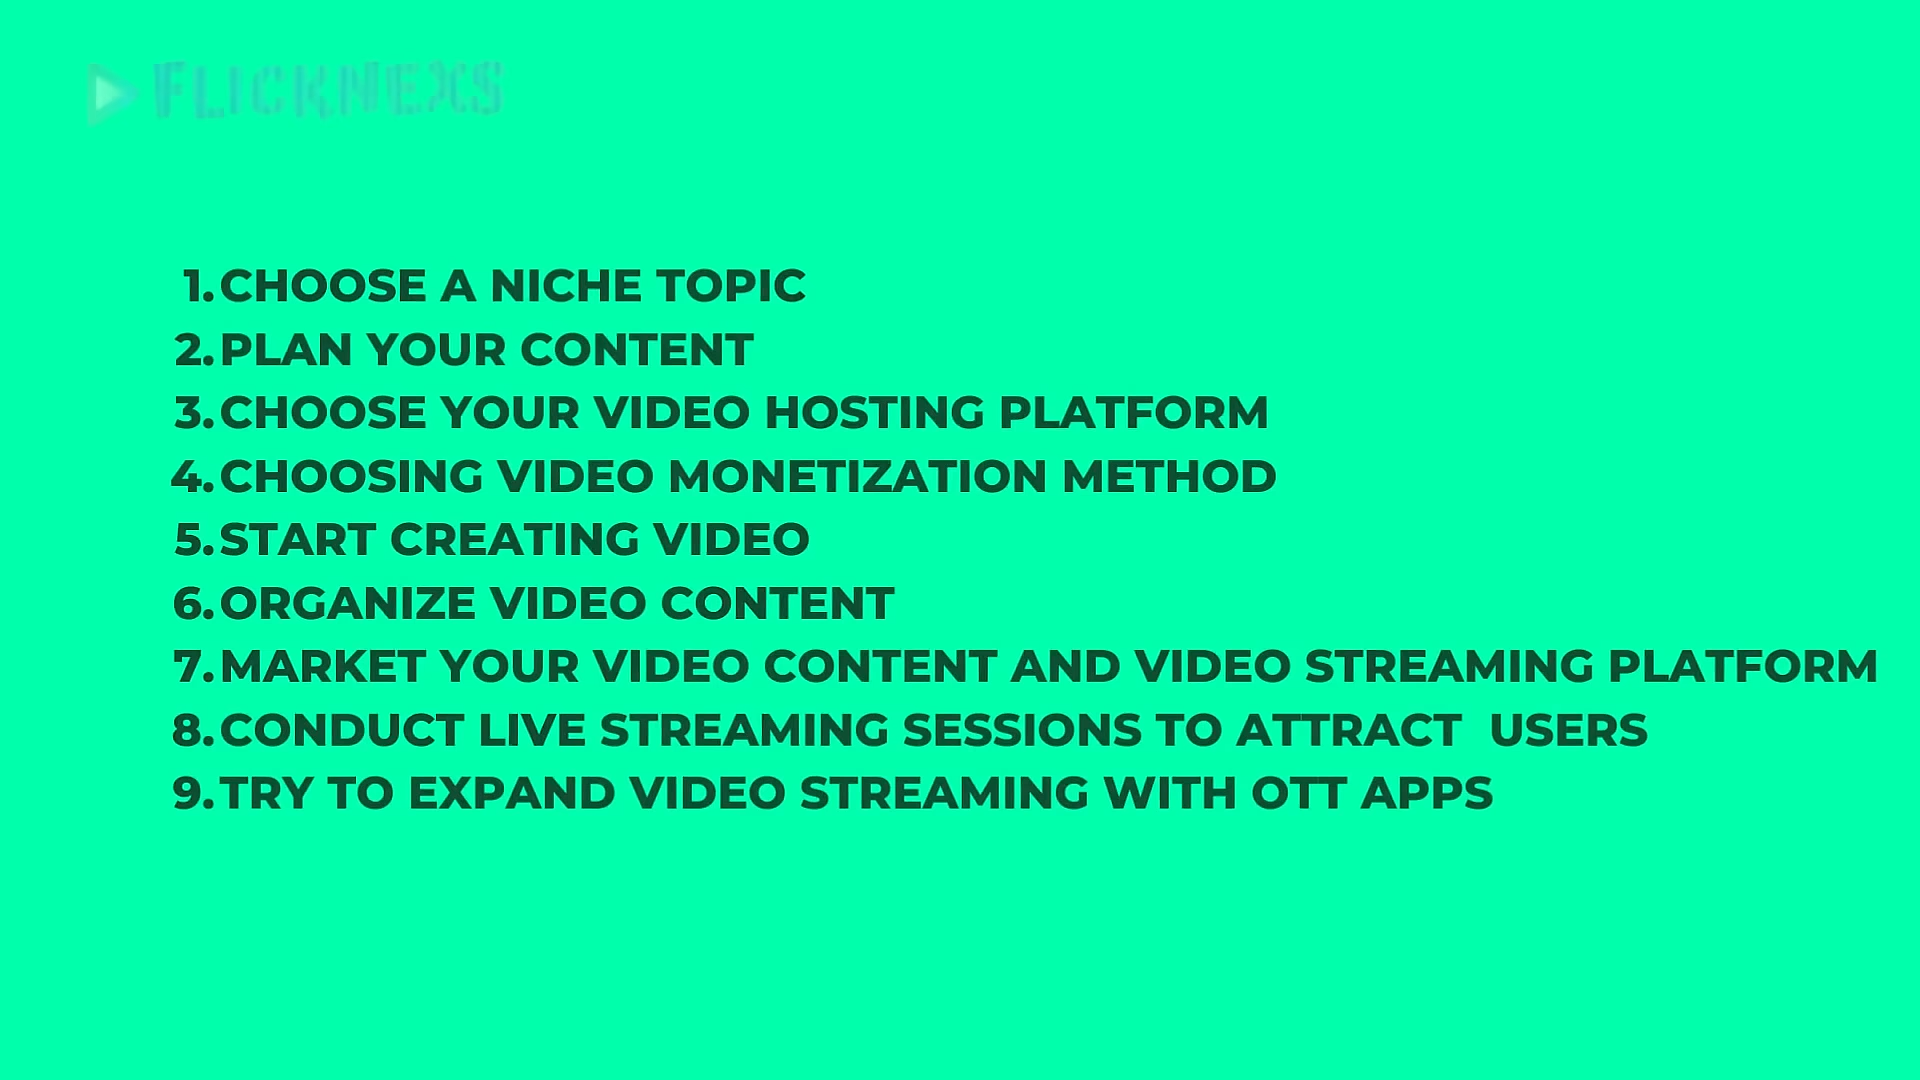 FLICKNEXS
1.CHOOSE A NICHE TOPIC
2.PLAN YOUR CONTENT
3.CHOOSE YOUR VIDEO HOSTING PLATFORM
4.CHOOSING VIDEO MONETIZATION METHOD
5.START CREATING VIDEO
6.ORGANIZE VIDEO CONTENT
7.MARKET YOUR VIDEO CONTENT AND VIDEO STREAMING PLATFORM
8.CONDUCT LIVE STREAMING SESSIONS TO ATTRACT  USERS
9.TRY TO EXPAND VIDEO STREAMING WITH OTT APPS